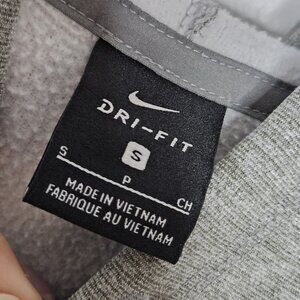 DRI-FIT
S
S P CH
MADE IN VIETNAM
FABRIQUE AU VIETNAM